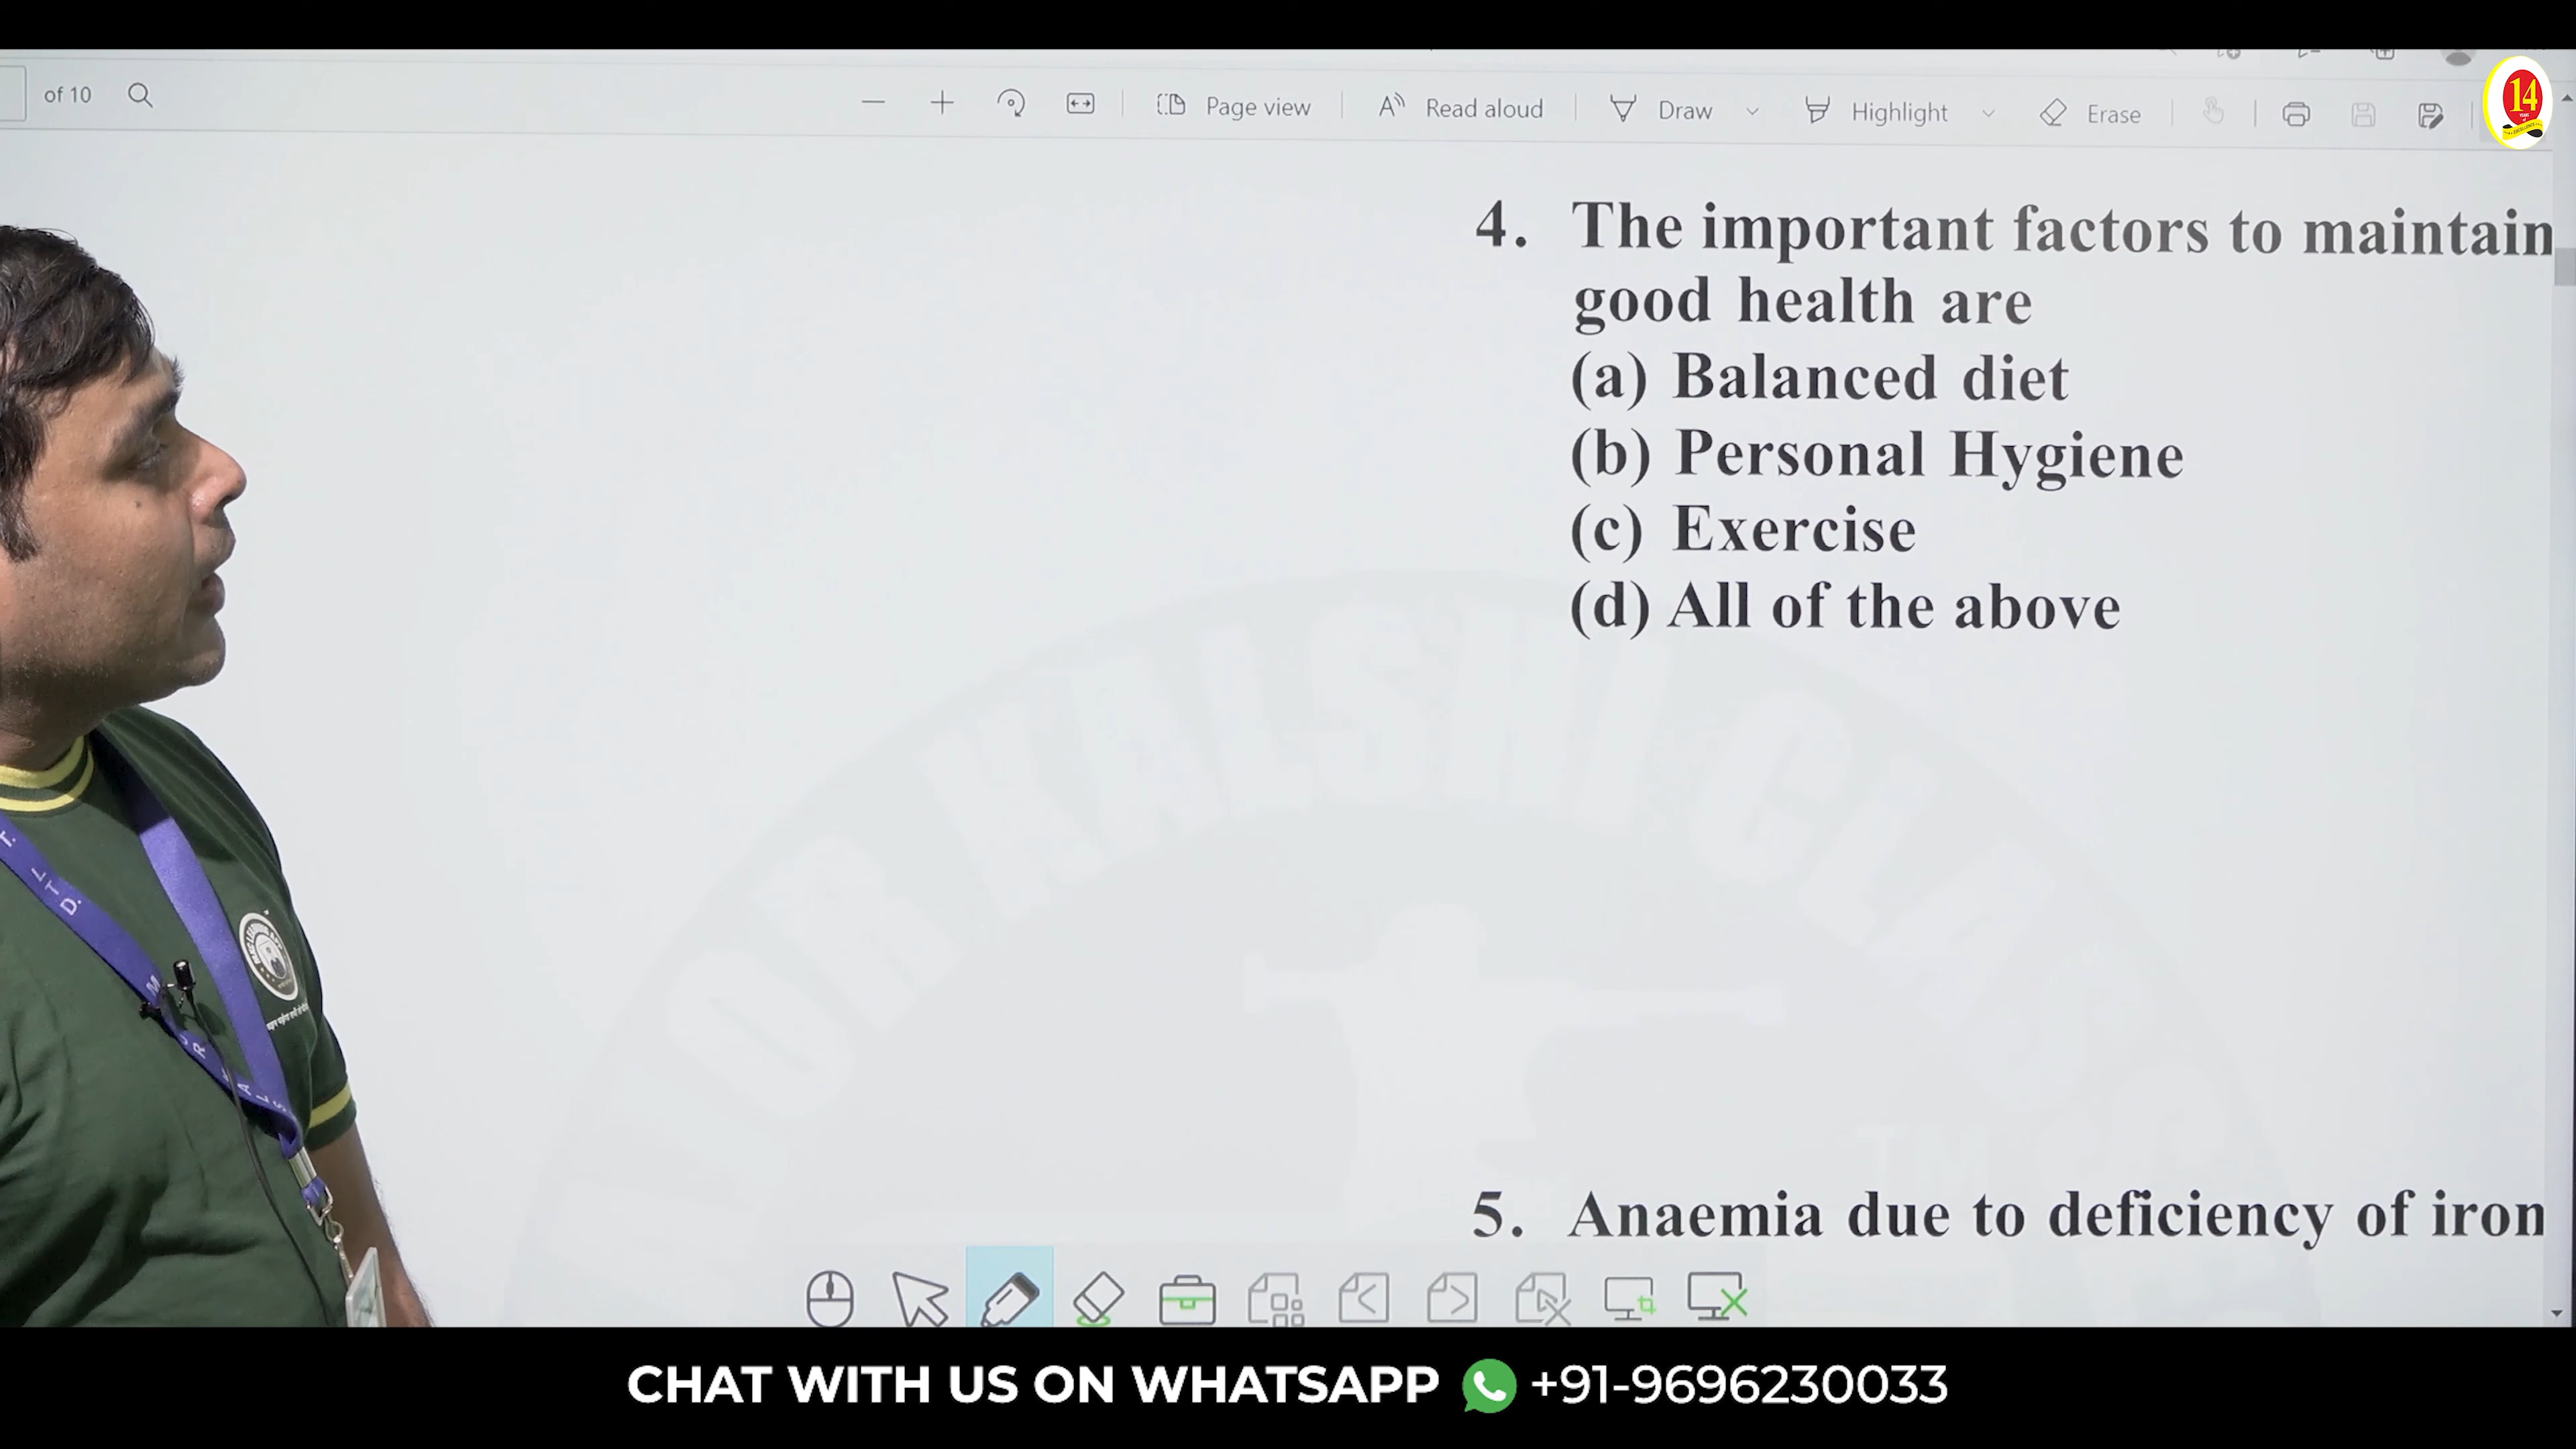 of 10
Page view
Read aloud
Draw
Highlight
Erase
14
4. The important factors to maintain
good health are
(a) Balanced diet
(b) Personal Hygiene
(c) Exercise
(d) All of the above
5. Anaemia due to deficiency of iron
CHAT WITH US ON WHATSAPP +91-9696230033